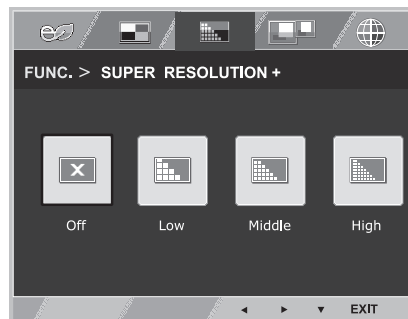 FUNC. > SUPER RESOLUTION +
Off Low Middle High
EXIT